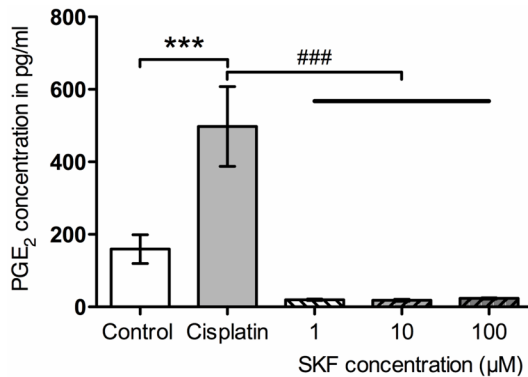 800
***
###
600
400
200
0
PGE₂ concentration in pg/ml
Control Cisplatin 1 10 100
SKF concentration (μM)